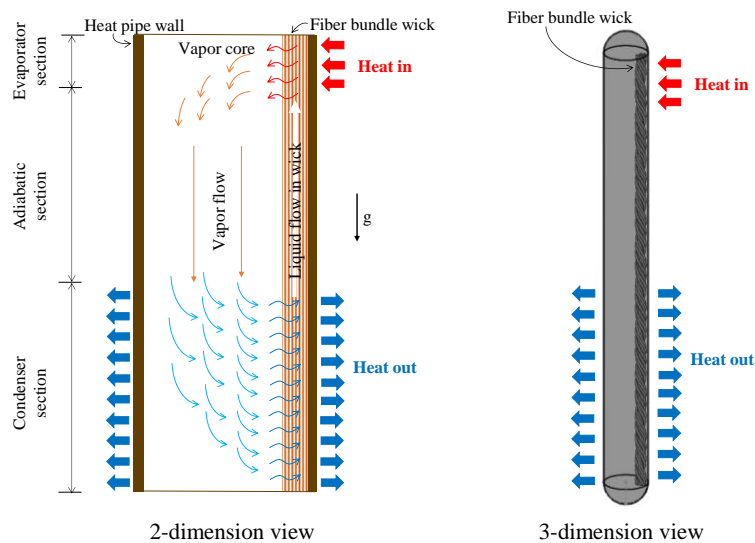 Heat pipe wall
Fiber bundle wick
Vapor core
Heat in
Evaporator
section
Adiabatic
section
Vapor flow
Liquid flow in wick
g
Condenser
section
Heat out
2-dimension view
Fiber bundle wick
Heat in
Heat out
3-dimension view